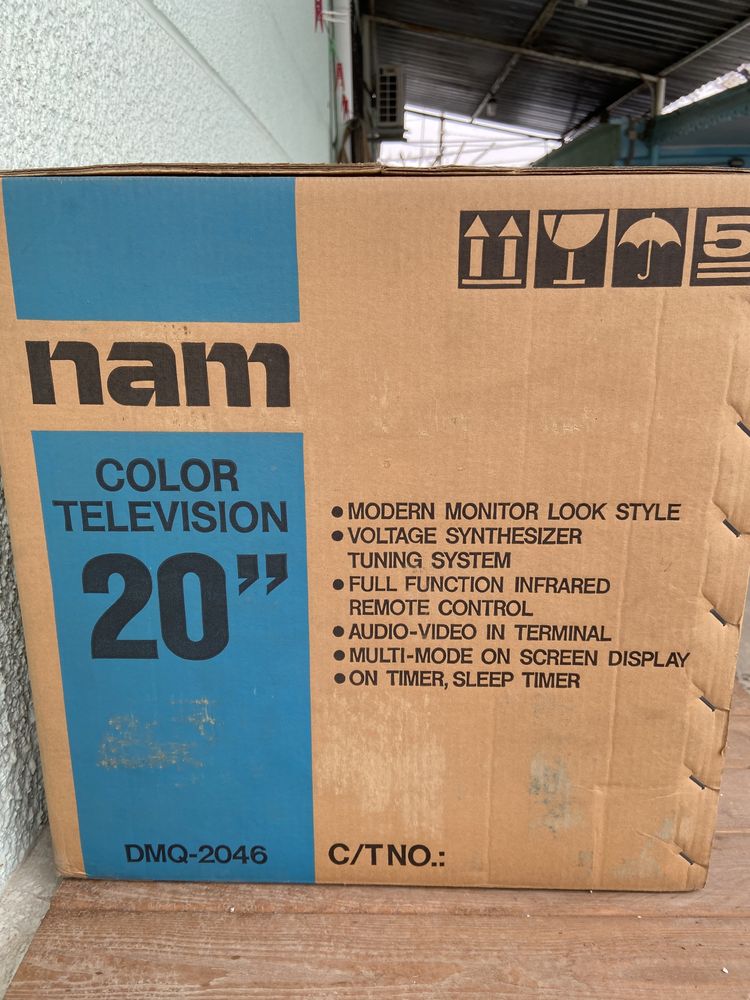 5
nam
COLOR
TELEVISION
20”
● MODERN MONITOR LOOK STYLE
● VOLTAGE SYNTHESIZER
TUNING SYSTEM
● FULL FUNCTION INFRARED
REMOTE CONTROL
● AUDIO-VIDEO IN TERMINAL
● MULTI-MODE ON SCREEN DISPLAY
● ON TIMER, SLEEP TIMER
DMQ-2046
C/T NO.: